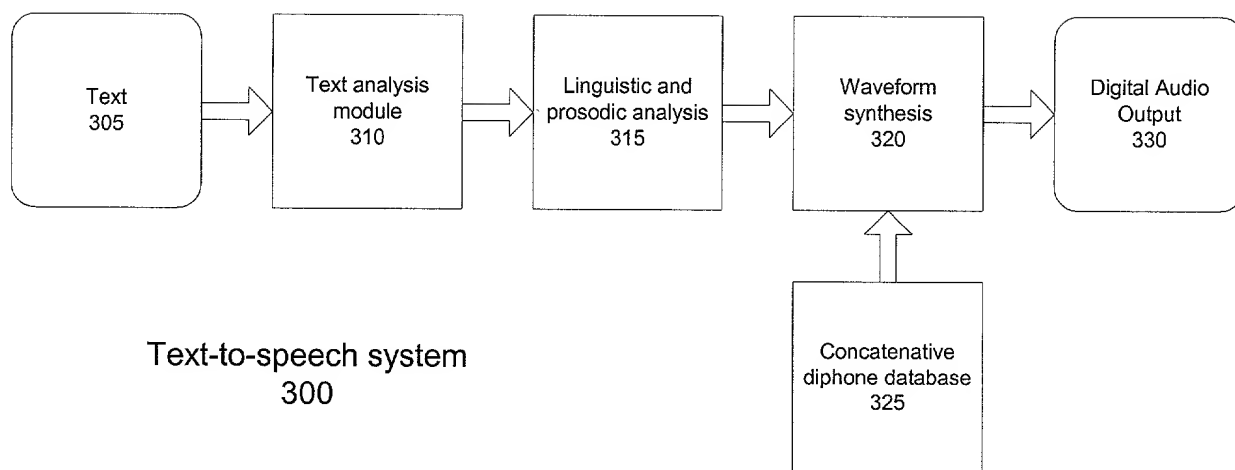 Text
305
Text analysis
module
310
Linguistic and
prosodic analysis
315
Waveform
synthesis
320
Digital Audio
Output
330
Concatenative
diphone database
325
Text-to-speech system
300